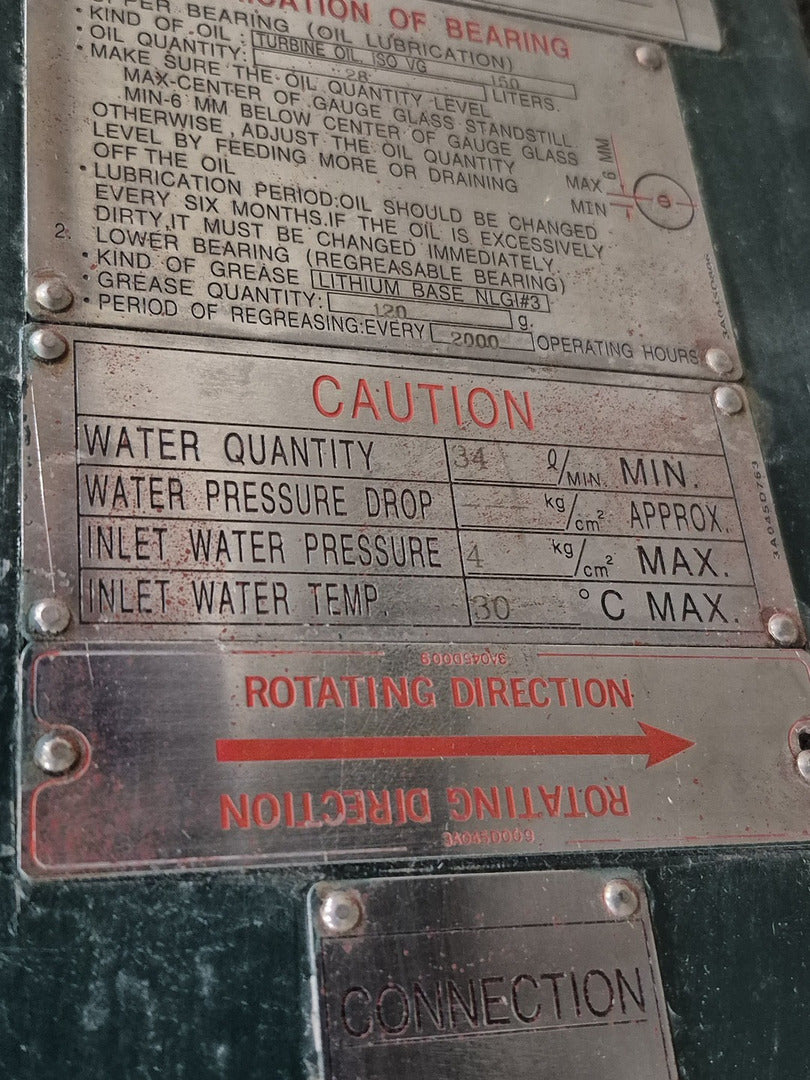 ICATION OF BEARING
PPER BEARING (OIL LUBRICATION)
• KIND OF OIL : TURBINE OIL, ISO VG 150
• OIL QUANTITY: 28 LITERS.
• MAKE SURE THE OIL QUANTITY LEVEL
MAX-CENTER OF GAUGE GLASS STANDSTILL
MIN-6 MM BELOW CENTER OF GAUGE GLASS
OTHERWISE, ADJUST THE OIL QUANTITY
LEVEL BY FEEDING MORE OR DRAINING
OFF THE OIL
MAX
MIN
6 MM
• LUBRICATION PERIOD:OIL SHOULD BE CHANGED
EVERY SIX MONTHS.IF THE OIL IS EXCESSIVELY
DIRTY,IT MUST BE CHANGED IMMEDIATELY.
2. LOWER BEARING (REGREASABLE BEARING)
• KIND OF GREASE LITHIUM BASE NLGI#3
• GREASE QUANTITY: 120 g.
• PERIOD OF REGREASING:EVERY 2000 OPERATING HOURS
CAUTION
WATER QUANTITY 34 ℓ/MIN. MIN.
WATER PRESSURE DROP — kg/cm² APPROX.
INLET WATER PRESSURE 4 kg/cm² MAX.
INLET WATER TEMP. 30 °C MAX.
3A045D763
3A045D009
ROTATING DIRECTION
ROTATING DIRECTION
3A045D009
CONNECTION